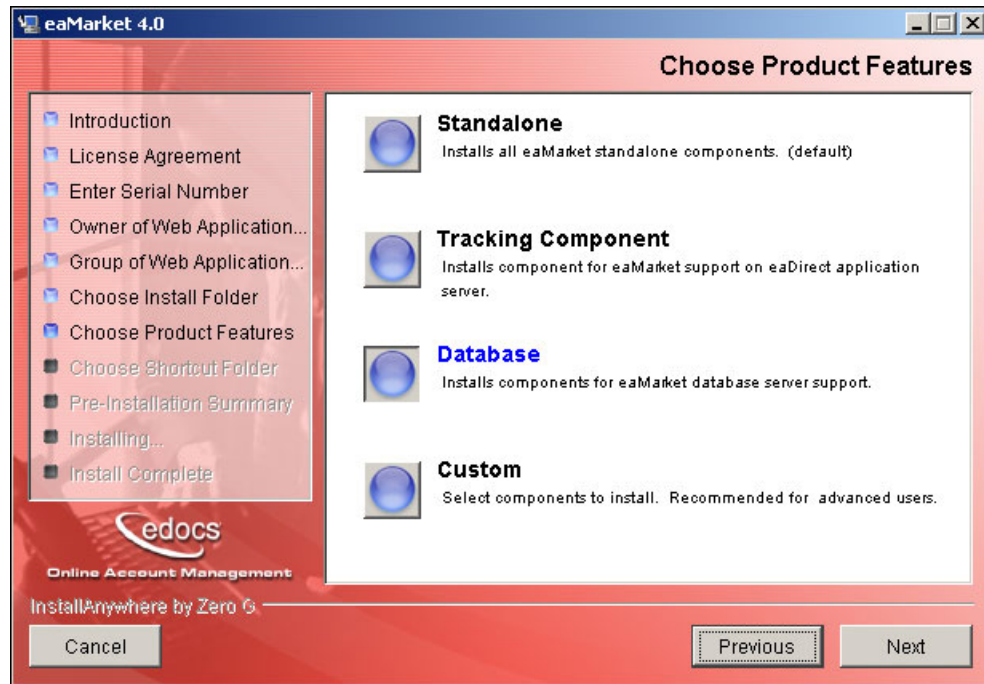 eaMarket 4.0
Choose Product Features
Introduction
License Agreement
Enter Serial Number
Owner of Web Application...
Group of Web Application...
Choose Install Folder
Choose Product Features
Choose Shortcut Folder
Pre-Installation Summary
Installing...
Install Complete
edocs
Online Account Management
Standalone
Installs all eaMarket standalone components. (default)
Tracking Component
Installs component for eaMarket support on eaDirect application
server.
Database
Installs components for eaMarket database server support.
Custom
Select components to install. Recommended for advanced users.
InstallAnywhere by Zero G
Cancel
Previous
Next